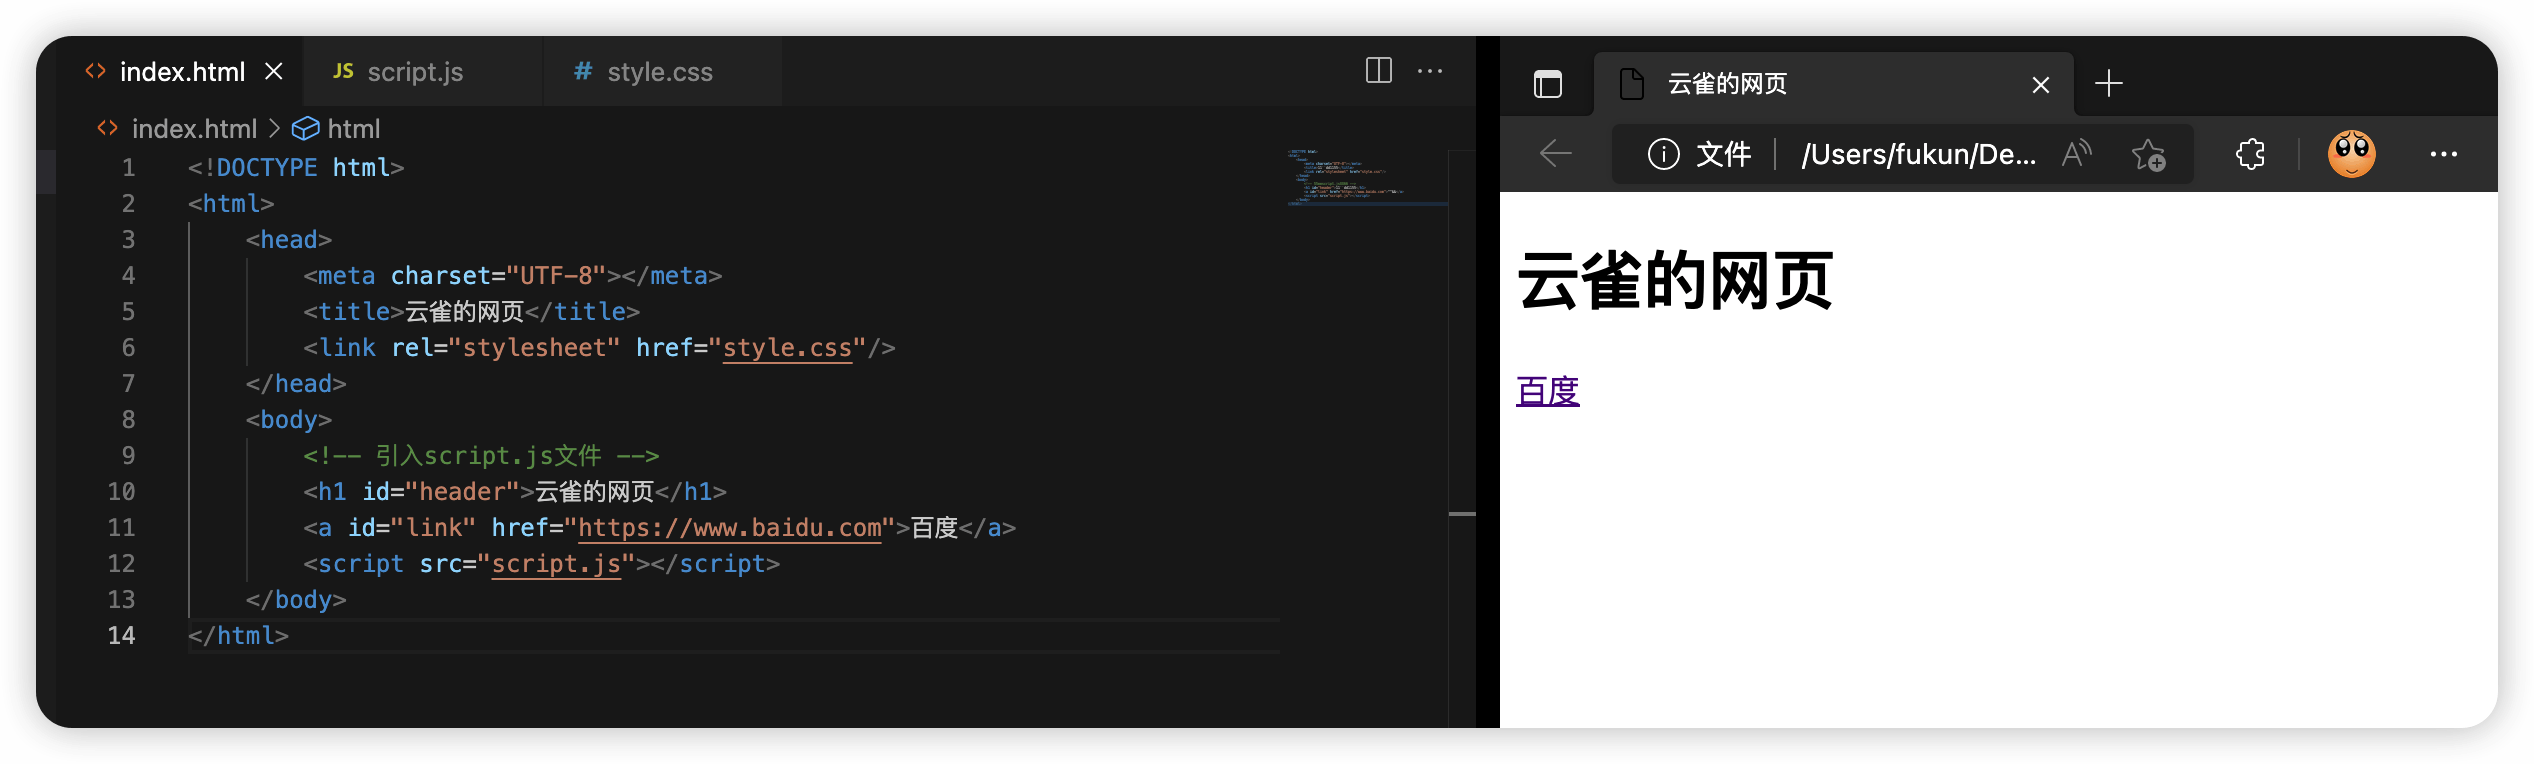 index.html
JS script.js
# style.css
index.html > html
1 <!DOCTYPE html>
2 <html>
3 <head>
4 <meta charset="UTF-8"></meta>
5 <title>云雀的网页</title>
6 <link rel="stylesheet" href="style.css"/>
7 </head>
8 <body>
9 <!-- 引入script.js文件 -->
10 <h1 id="header">云雀的网页</h1>
11 <a id="link" href="https://www.baidu.com">百度</a>
12 <script src="script.js"></script>
13 </body>
14 </html>
云雀的网页
文件 | /Users/fukun/De...
云雀的网页
百度